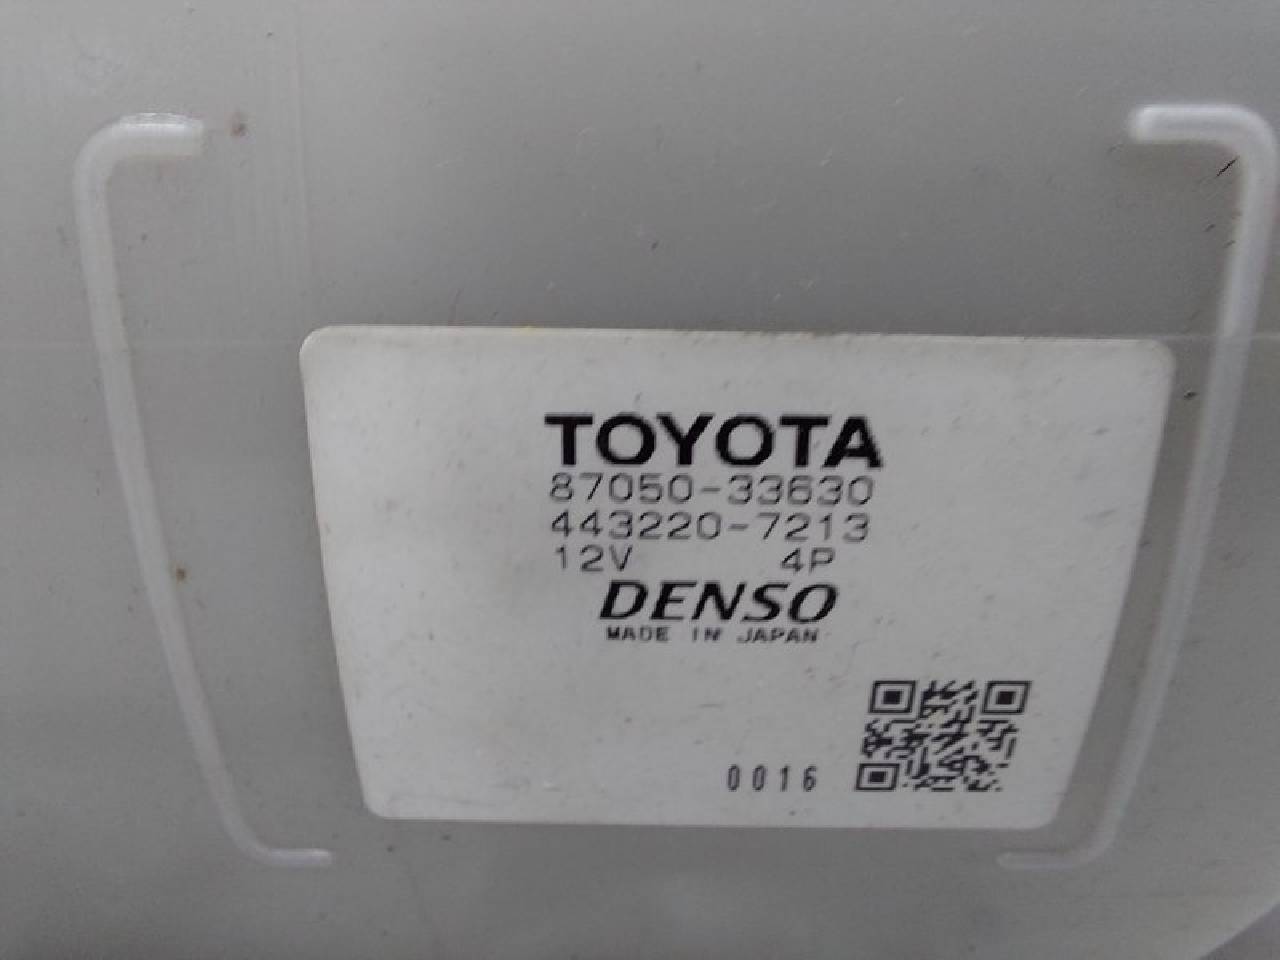 TOYOTA
87050-33630
443220-7213
12V 4P
DENSO
MADE IN JAPAN
0016